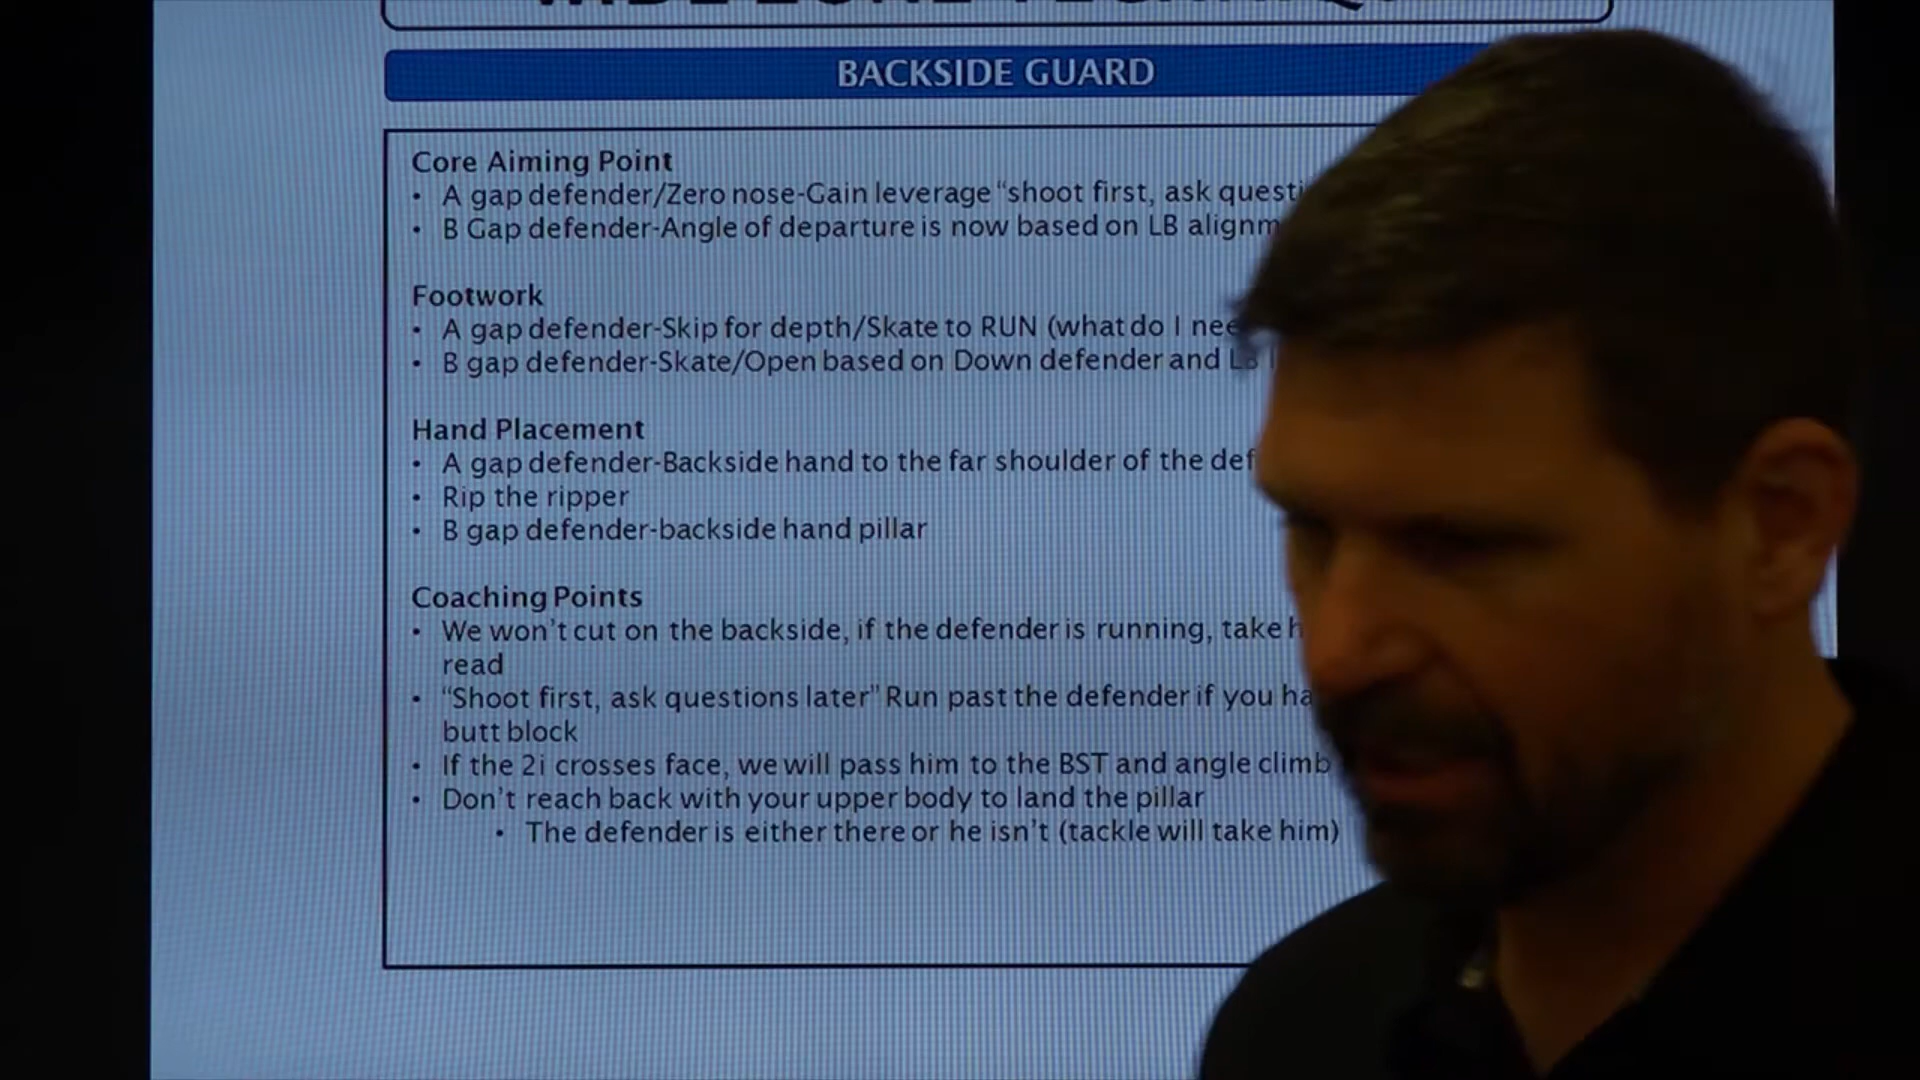 WIDE ZONE TECHNIQUE
BACKSIDE GUARD
Core Aiming Point
• A gap defender/Zero nose-Gain leverage “shoot first, ask
• B Gap defender-Angle of departure is now based on LB
Footwork
• A gap defender-Skip for depth/Skate to RUN (what do I
• B gap defender-Skate/Open based on Down defender and
Hand Placement
• A gap defender-Backside hand to the far shoulder of the
• Rip the ripper
• B gap defender-backside hand pillar
Coaching Points
• We won’t cut on the backside, if the defender is running, take
read
• “Shoot first, ask questions later” Run past the defender if you
butt block
• If the 2i crosses face, we will pass him to the BST and angle climb
• Don’t reach back with your upper body to land the pillar
• The defender is either there or he isn’t (tackle will take him)